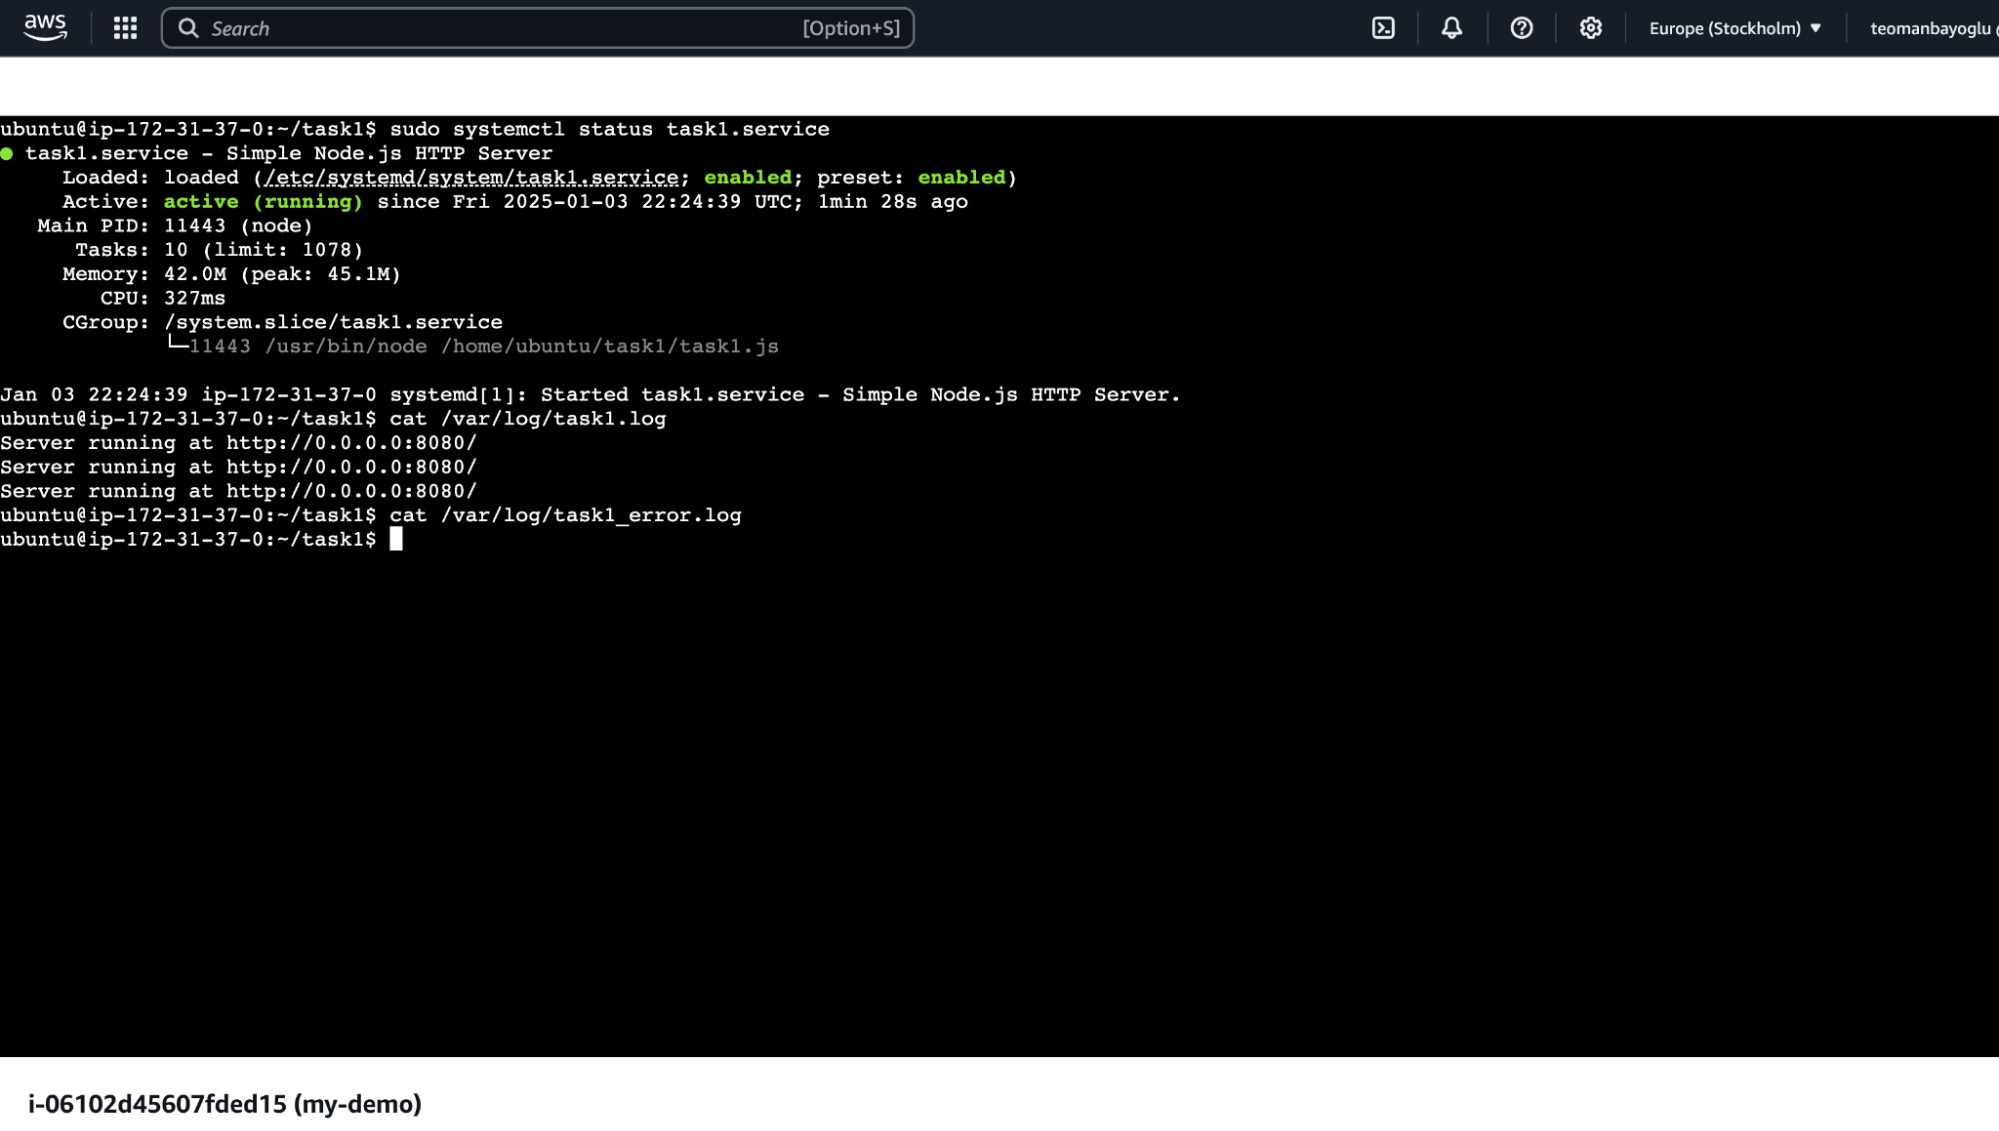 aws
Search [Option+S]
Europe (Stockholm) ▼
teomanbayoglu
ubuntu@ip-172-31-37-0:~/task1$ sudo systemctl status task1.service
● task1.service - Simple Node.js HTTP Server
Loaded: loaded (/etc/systemd/system/task1.service; enabled; preset: enabled)
Active: active (running) since Fri 2025-01-03 22:24:39 UTC; 1min 28s ago
Main PID: 11443 (node)
Tasks: 10 (limit: 1078)
Memory: 42.0M (peak: 45.1M)
CPU: 327ms
CGroup: /system.slice/task1.service
└─11443 /usr/bin/node /home/ubuntu/task1/task1.js
Jan 03 22:24:39 ip-172-31-37-0 systemd[1]: Started task1.service - Simple Node.js HTTP Server.
ubuntu@ip-172-31-37-0:~/task1$ cat /var/log/task1.log
Server running at http://0.0.0.0:8080/
Server running at http://0.0.0.0:8080/
Server running at http://0.0.0.0:8080/
ubuntu@ip-172-31-37-0:~/task1$ cat /var/log/task1_error.log
ubuntu@ip-172-31-37-0:~/task1$
i-06102d45607fded15 (my-demo)